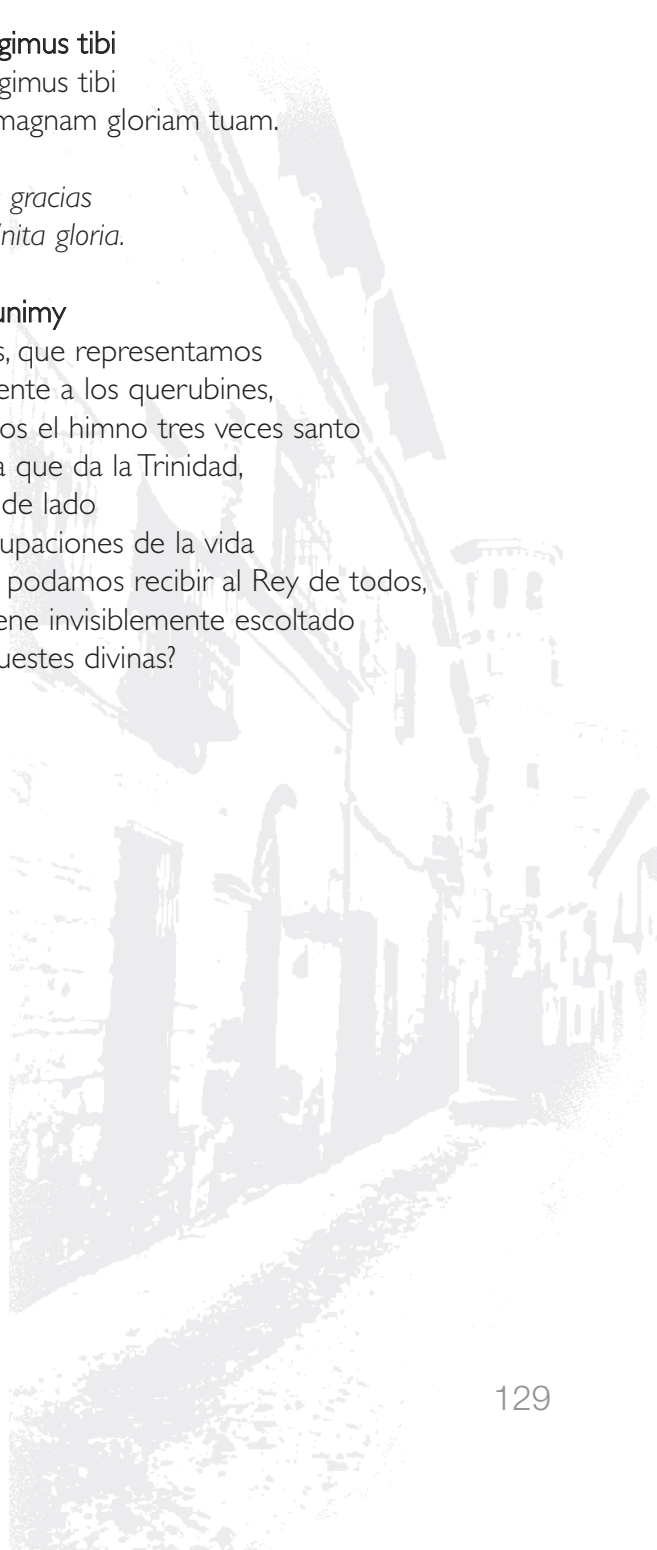 gimus tibi
gimus tibi
magnam gloriam tuam.
gracias
nita gloria.
unimy
s, que representamos
ente a los querubines,
os el himno tres veces santo
a que da la Trinidad,
de lado
upaciones de la vida
podamos recibir al Rey de todos,
ene invisiblemente escoltado
uestes divinas?
129